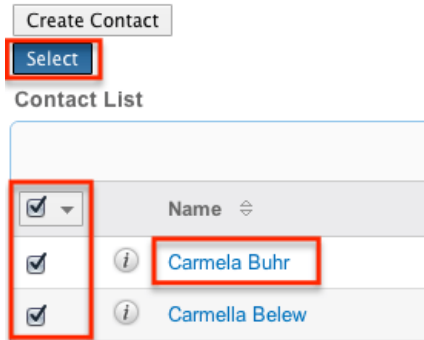 Create Contact
Select
Contact List
Name
i Carmela Buhr
i Carmella Belew